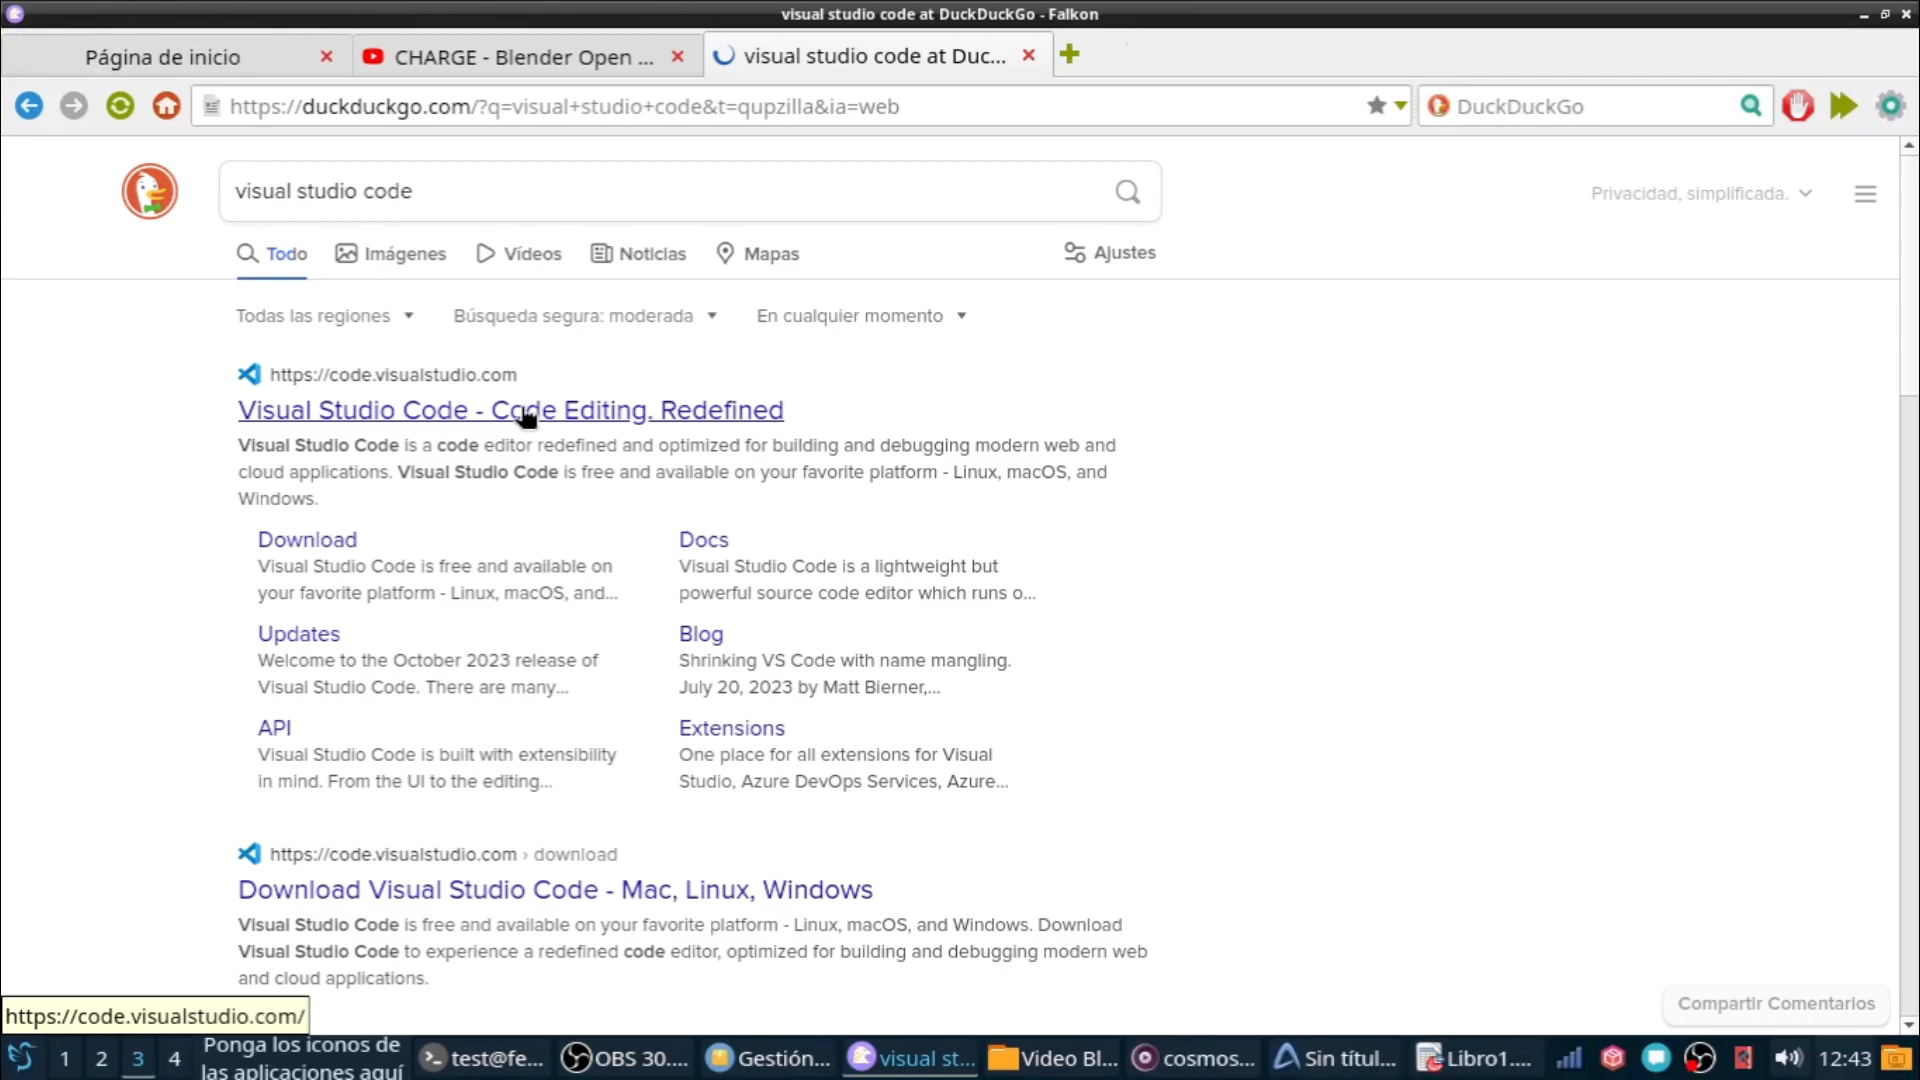 visual studio code at DuckDuckGo - Falkon
Página de inicio
CHARGE - Blender Open ...
visual studio code at Duc...
https://duckduckgo.com/?q=visual+studio+code&t=qupzilla&ia=web
DuckDuckGo
visual studio code
Privacidad, simplificada.
Todo
Imágenes
Vídeos
Noticias
Mapas
Ajustes
Todas las regiones
Búsqueda segura: moderada
En cualquier momento
https://code.visualstudio.com
Visual Studio Code - Code Editing. Redefined
Visual Studio Code is a code editor redefined and optimized for building and debugging modern web and
cloud applications. Visual Studio Code is free and available on your favorite platform - Linux, macOS, and
Windows.
Download
Visual Studio Code is free and available on
your favorite platform - Linux, macOS, and...
Docs
Visual Studio Code is a lightweight but
powerful source code editor which runs o...
Updates
Welcome to the October 2023 release of
Visual Studio Code. There are many...
Blog
Shrinking VS Code with name mangling.
July 20, 2023 by Matt Bierner,...
API
Visual Studio Code is built with extensibility
in mind. From the UI to the editing...
Extensions
One place for all extensions for Visual
Studio, Azure DevOps Services, Azure...
https://code.visualstudio.com › download
Download Visual Studio Code - Mac, Linux, Windows
Visual Studio Code is free and available on your favorite platform - Linux, macOS, and Windows. Download
Visual Studio Code to experience a redefined code editor, optimized for building and debugging modern web
and cloud applications.
Compartir Comentarios
https://code.visualstudio.com/
1 2 3 4
Ponga los iconos de
las aplicaciones aquí
test@fe...
OBS 30....
Gestión...
visual st...
Video Bl...
cosmos...
Sin títul...
Libro1....
12:43